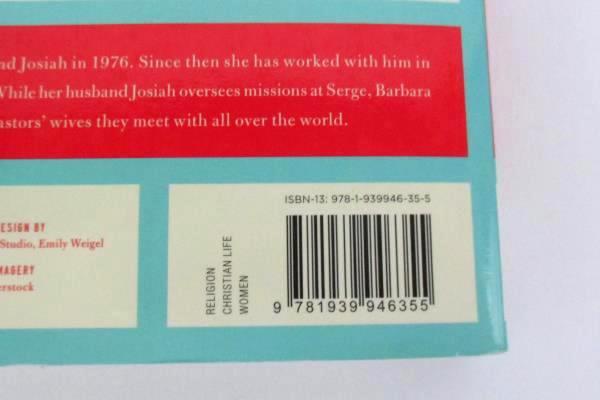 nd Josiah in 1976. Since then she has worked with him in
While her husband Josiah oversees missions at Serge, Barbara
astors' wives they meet with all over the world.
ESIGN BY
Studio, Emily Weigel
MAGERY
erstock
ISBN-13: 978-1-939946-35-5
RELIGION
CHRISTIAN LIFE
WOMEN
9 781939 946355